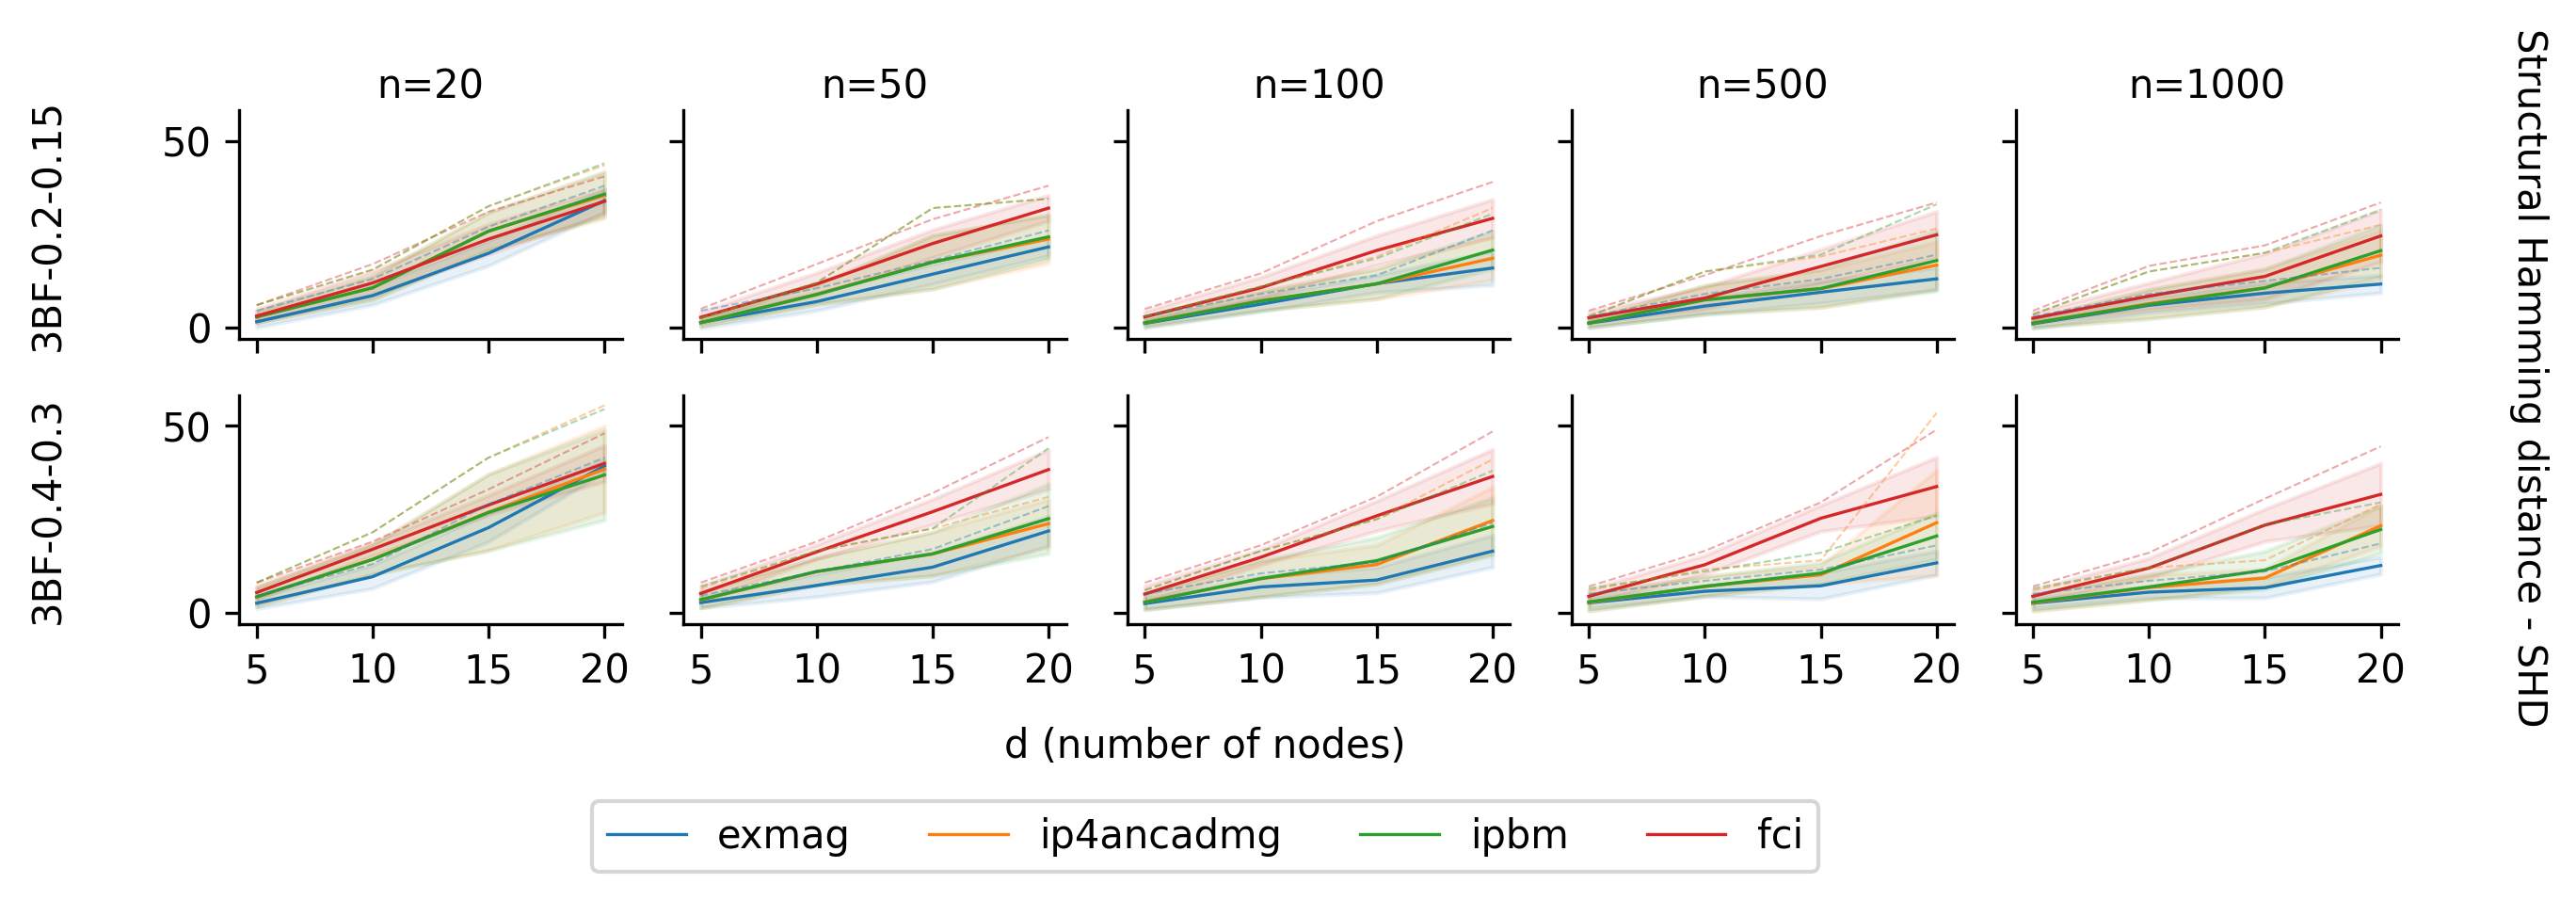 n=20 n=50 n=100 n=500 n=1000
3BF-0.2-0.15
50
0
3BF-0.4-0.3
50
0
5 10 15 20 5 10 15 20 5 10 15 20 5 10 15 20 5 10 15 20
d (number of nodes)
Structural Hamming distance - SHD
exmag ip4ancadmg ipbm fci